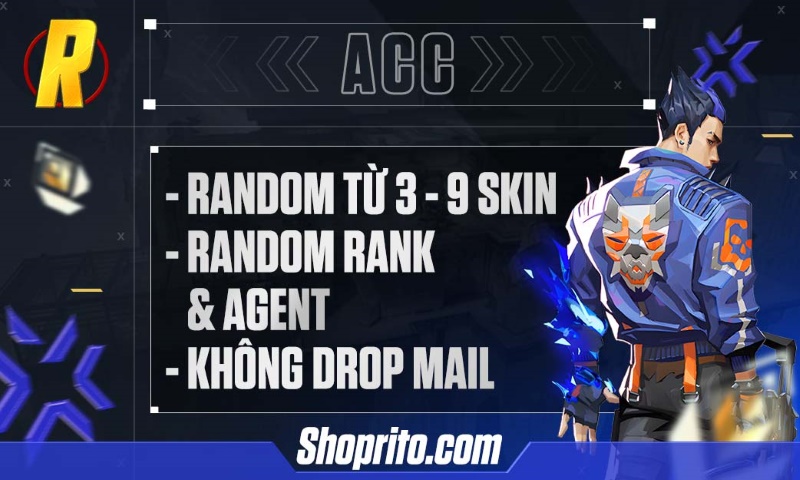 R
ACC
- RANDOM TỪ 3 - 9 SKIN
- RANDOM RANK
& AGENT
- KHÔNG DROP MAIL
Shoprito.com